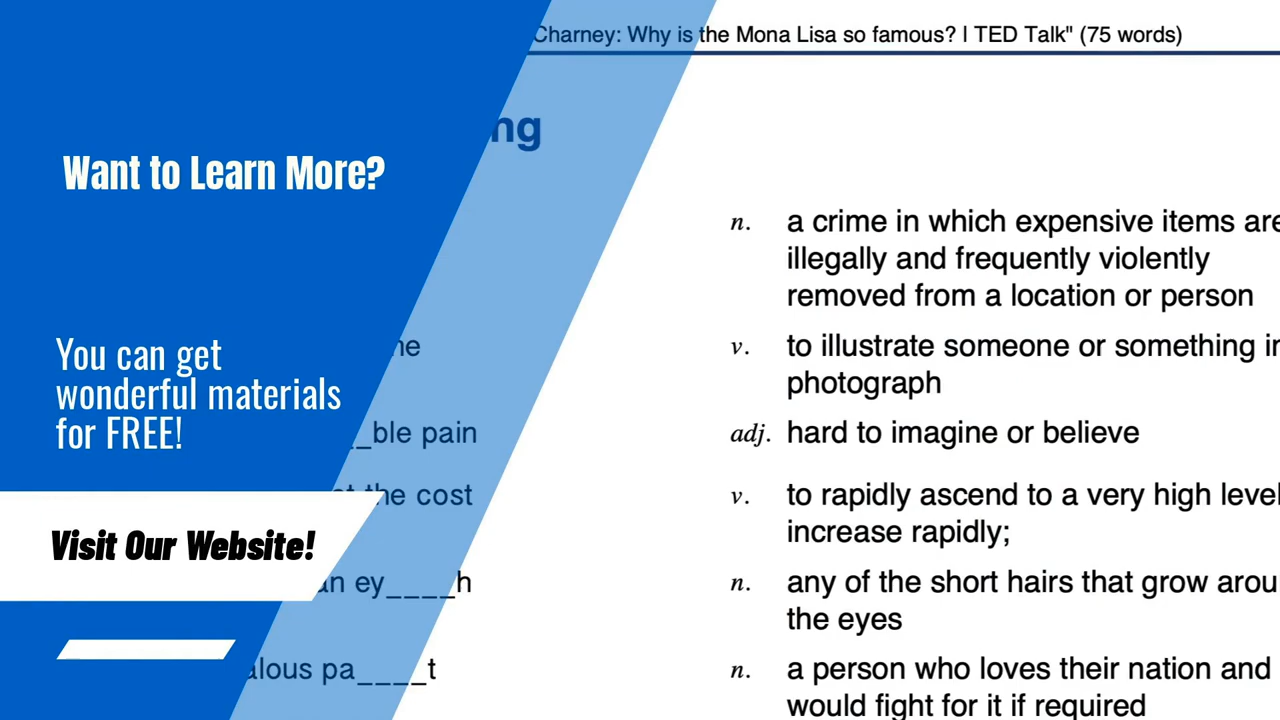 Charney: Why is the Mona Lisa so famous? | TED Talk" (75 words)
ng
Want to Learn More?
You can get
wonderful materials
for FREE!
Visit Our Website!
ne
_ble pain
the cost
an ey____h
alous pa____t
n. a crime in which expensive items are
illegally and frequently violently
removed from a location or person
v. to illustrate someone or something in
photograph
adj. hard to imagine or believe
v. to rapidly ascend to a very high level
increase rapidly;
n. any of the short hairs that grow arou
the eyes
n. a person who loves their nation and
would fight for it if required